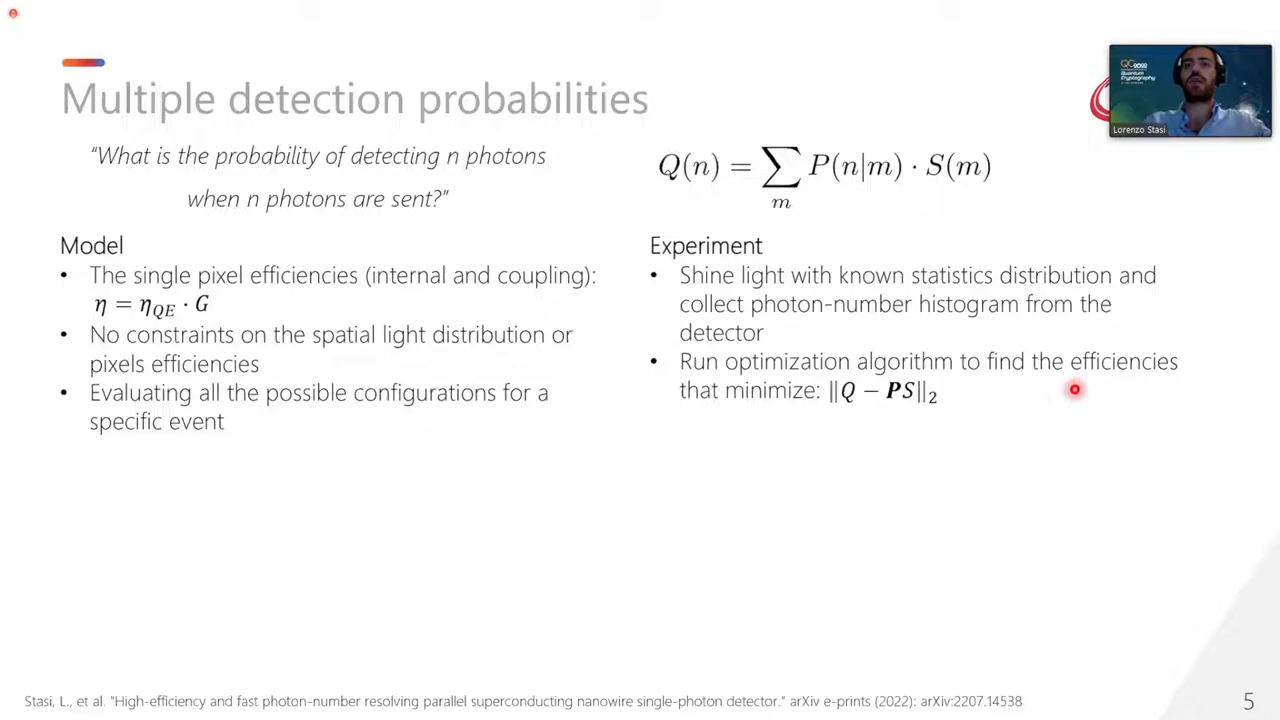 Multiple detection probabilities
"What is the probability of detecting n photons
when n photons are sent?"
Q(n) = ∑_m P(n|m) · S(m)
Model
• The single pixel efficiencies (internal and coupling):
η = η_QE · G
• No constraints on the spatial light distribution or
pixels efficiencies
• Evaluating all the possible configurations for a
specific event
Experiment
• Shine light with known statistics distribution and
collect photon-number histogram from the
detector
• Run optimization algorithm to find the efficiencies
that minimize: ‖Q − PS‖₂
Quantum
Cryptography
Lorenzo Stasi
Stasi, L., et al. "High-efficiency and fast photon-number resolving parallel superconducting nanowire single-photon detector." arXiv e-prints (2022): arXiv:2207.14538
5